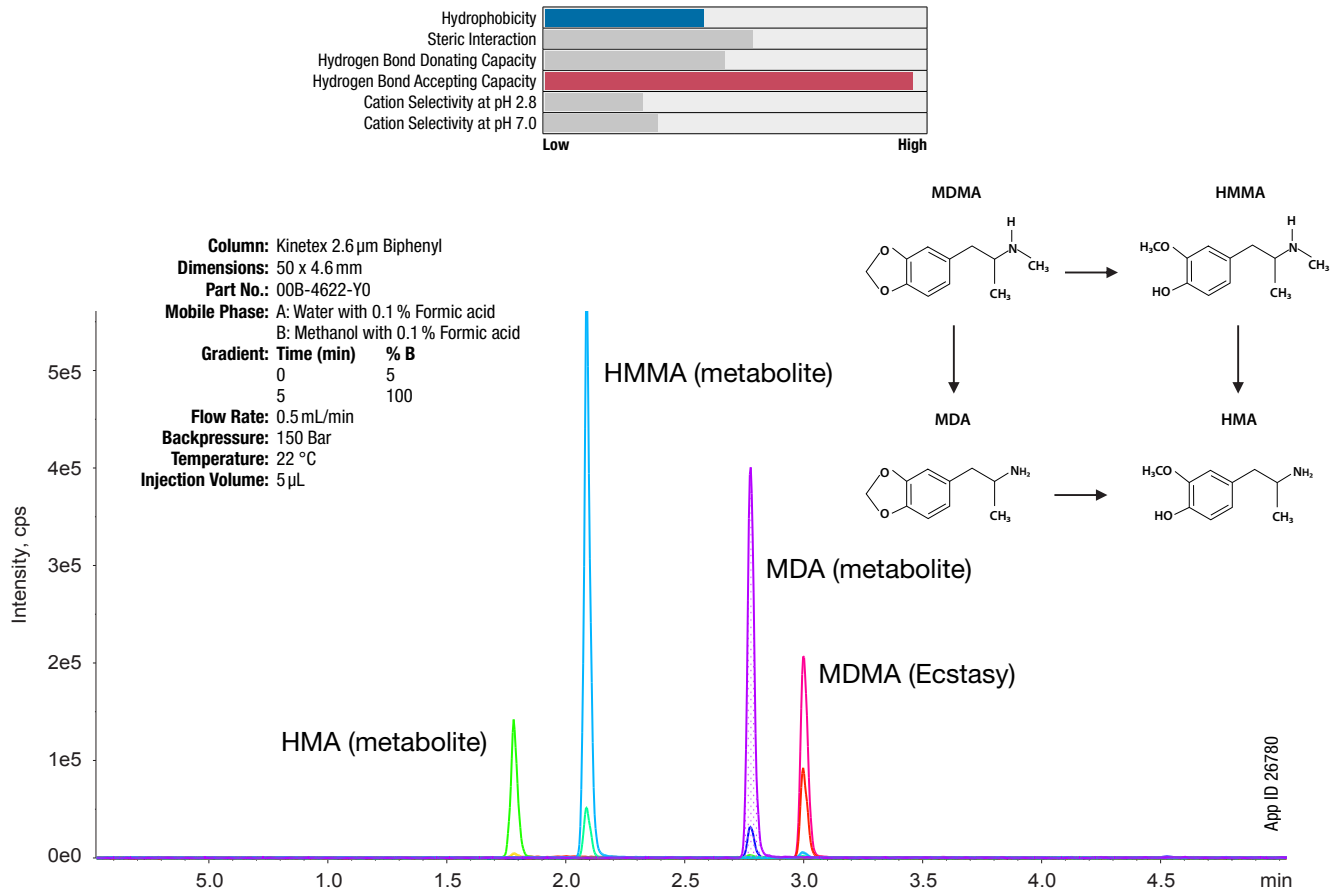 Hydrophobicity
Steric Interaction
Hydrogen Bond Donating Capacity
Hydrogen Bond Accepting Capacity
Cation Selectivity at pH 2.8
Cation Selectivity at pH 7.0
Low High
Column: Kinetex 2.6 µm Biphenyl
Dimensions: 50 x 4.6 mm
Part No.: 00B-4622-Y0
Mobile Phase: A: Water with 0.1 % Formic acid
B: Methanol with 0.1 % Formic acid
Gradient: Time (min) % B
0 5
5 100
Flow Rate: 0.5 mL/min
Backpressure: 150 Bar
Temperature: 22 °C
Injection Volume: 5 µL
MDMA
O
O
H
N
CH₃
CH₃
HMMA
H₃CO
HO
H
N
CH₃
CH₃
MDA
O
O
NH₂
CH₃
HMA
H₃CO
HO
NH₂
CH₃
Intensity, cps
5e5
4e5
3e5
2e5
1e5
0e0
HMMA (metabolite)
MDA (metabolite)
MDMA (Ecstasy)
HMA (metabolite)
App ID 26780
5.0 1.0 1.5 2.0 2.5 3.0 3.5 4.0 4.5 min